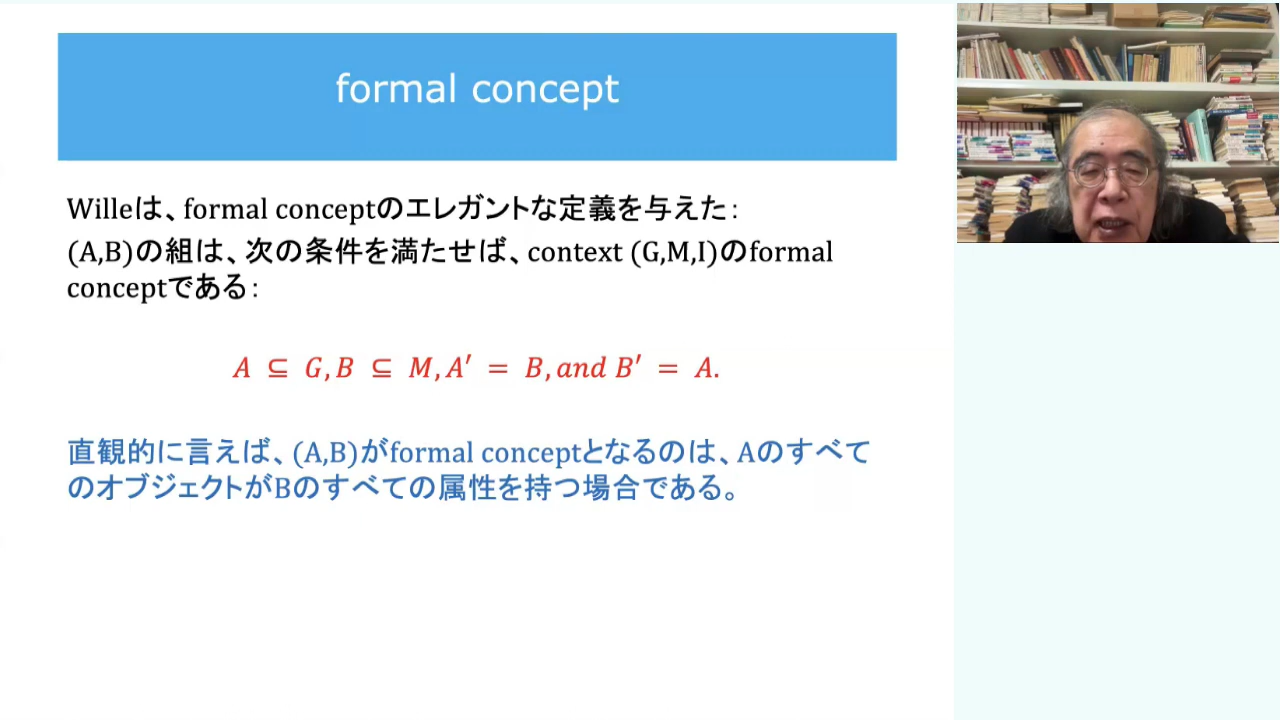 formal concept
Willeは、formal conceptのエレガントな定義を与えた:
(A,B)の組は、次の条件を満たせば、context (G,M,I)のformal
conceptである:
A ⊆ G, B ⊆ M, A′ = B, and B′ = A.
直観的に言えば、(A,B)がformal conceptとなるのは、Aのすべて
のオブジェクトがBのすべての属性を持つ場合である。